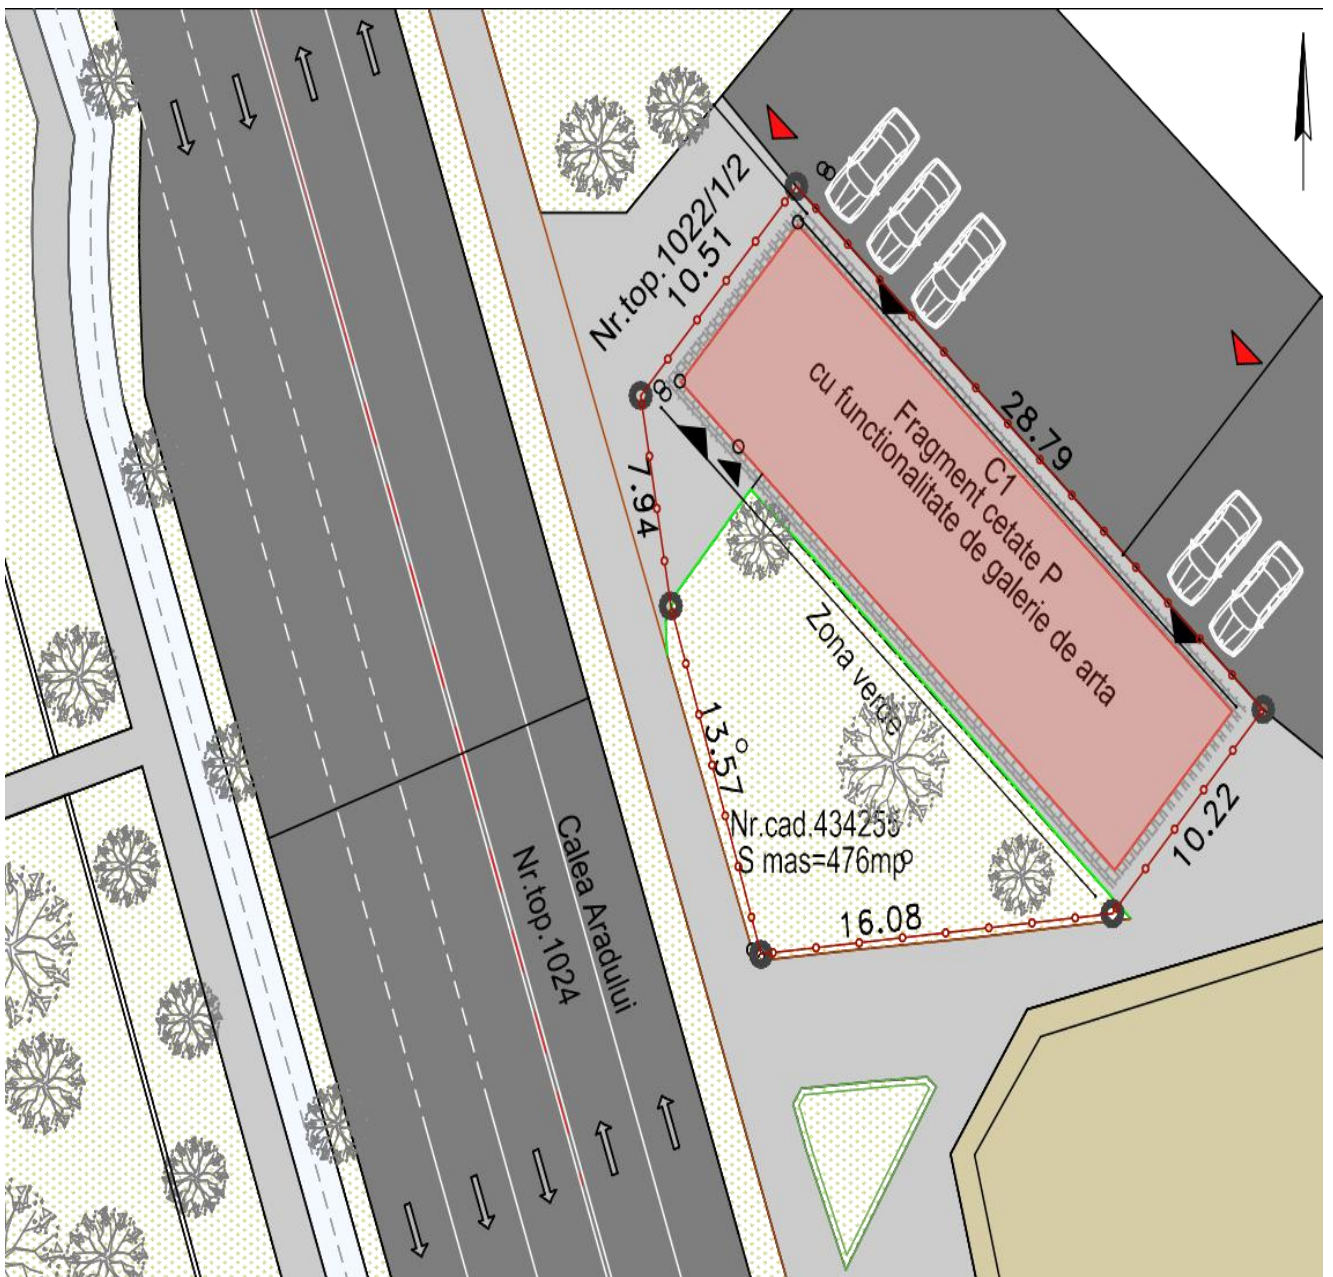 Nr.top.1022/1/2
10.51
28.79
C1
Fragment cetate P
cu functionalitate de galerie de arta
7.94
Zona verde
13.57
Nr.cad.434255
S mas=476mp
10.22
16.08
Calea Aradului
Nr.top.1024